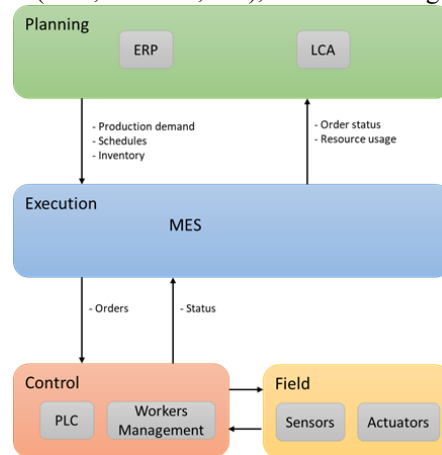 Planning
ERP
LCA
- Production demand
- Schedules
- Inventory
- Order status
- Resource usage
Execution
MES
- Orders
- Status
Control
PLC
Workers
Management
Field
Sensors
Actuators